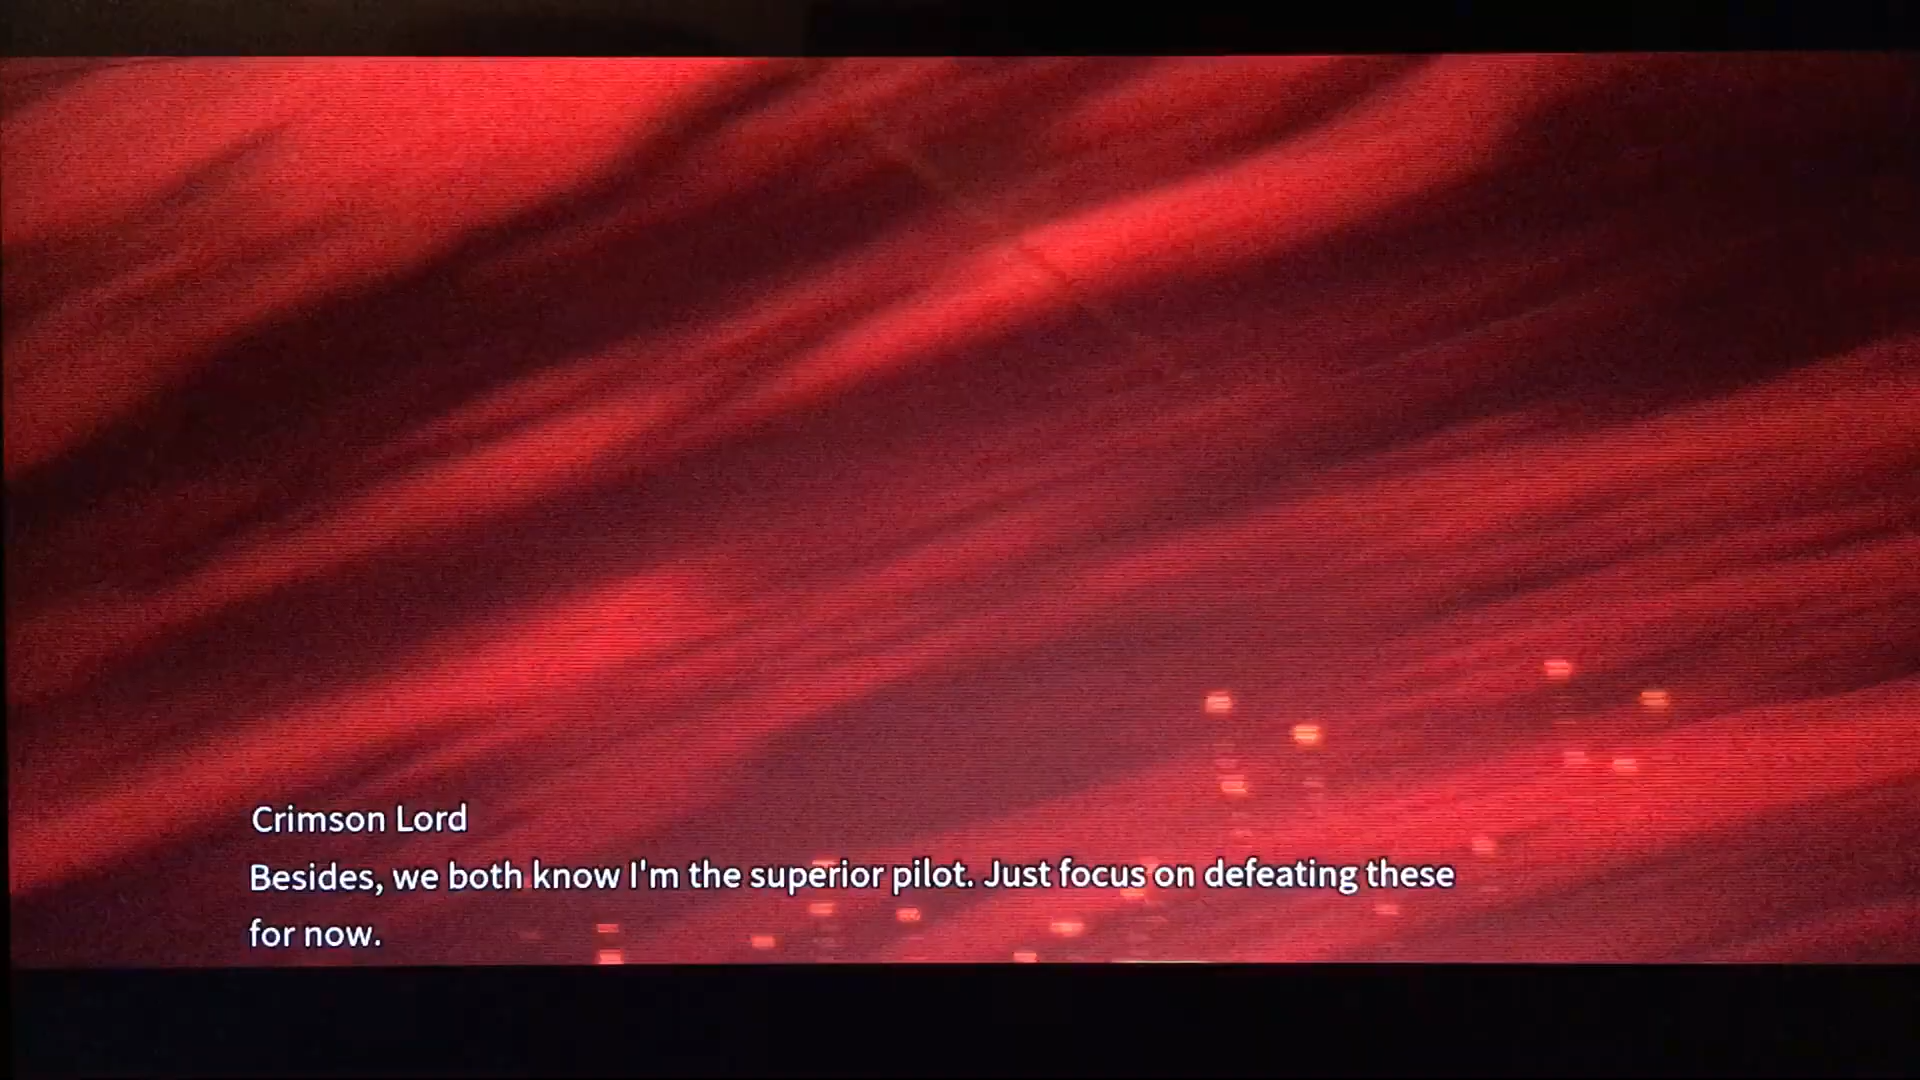 Crimson Lord
Besides, we both know I'm the superior pilot. Just focus on defeating these
for now.